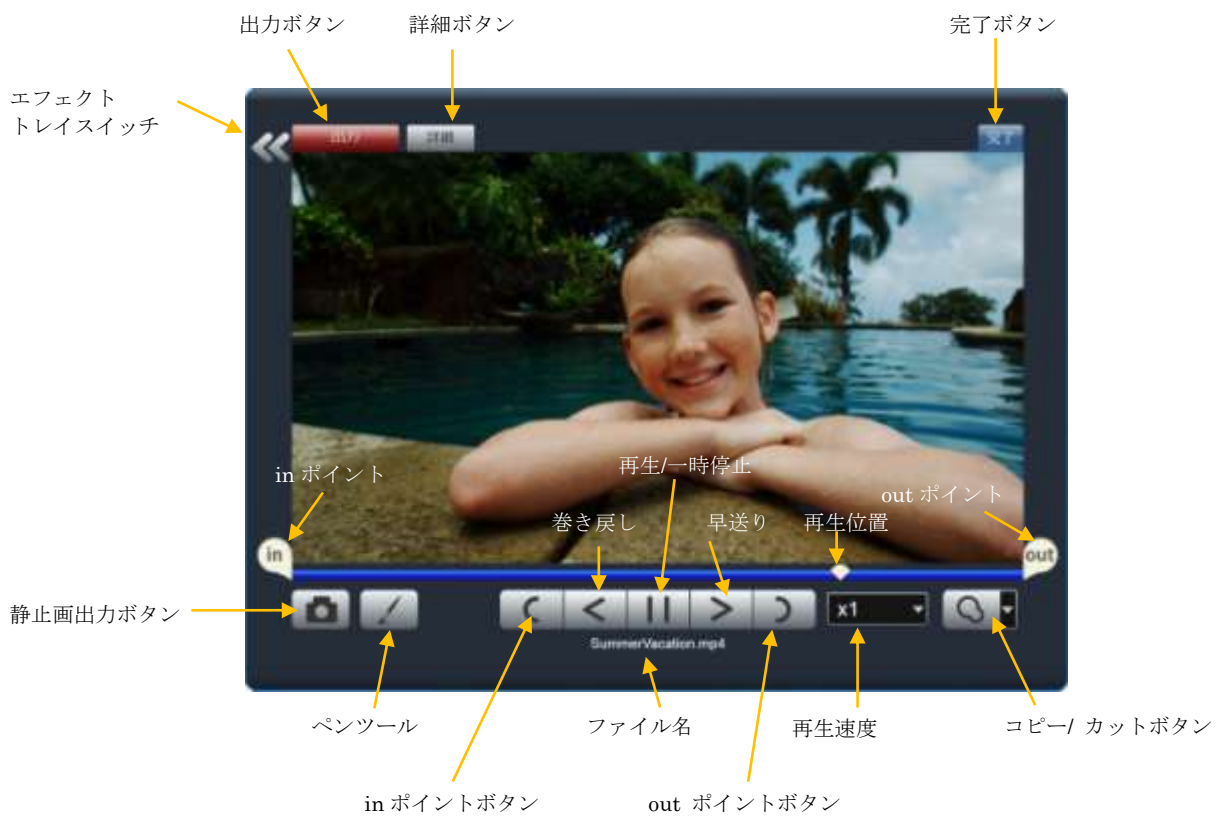 出力ボタン
詳細ボタン
完了ボタン
エフェクト
トレイスイッチ
詳細
完了
in ポイント
再生/一時停止
out ポイント
巻き戻し
早送り
再生位置
in
out
静止画出力ボタン
x1
SummerVacation.mp4
ペンツール
ファイル名
再生速度
コピー/ カットボタン
in ポイントボタン
out ポイントボタン